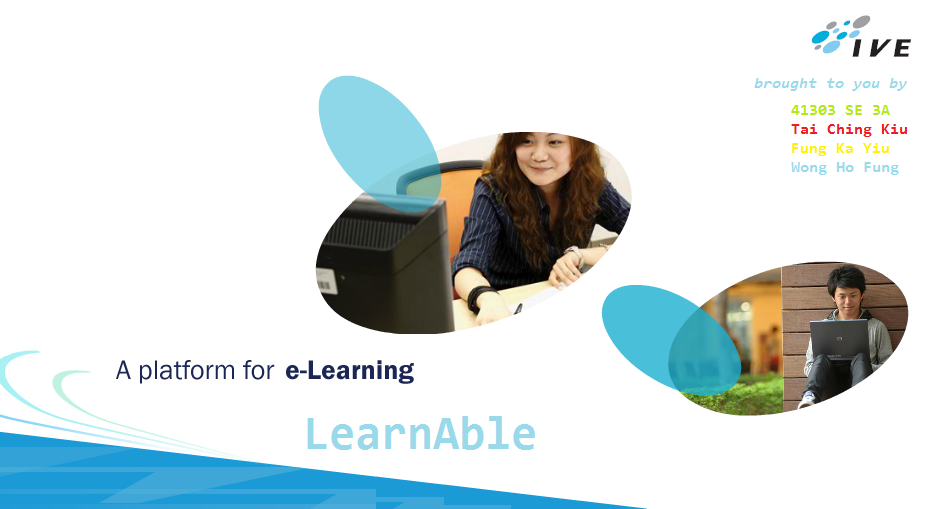 IVE
brought to you by
41303 SE 3A
Tai Ching Kiu
Fung Ka Yiu
Wong Ho Fung
A platform for e-Learning
LearnAble